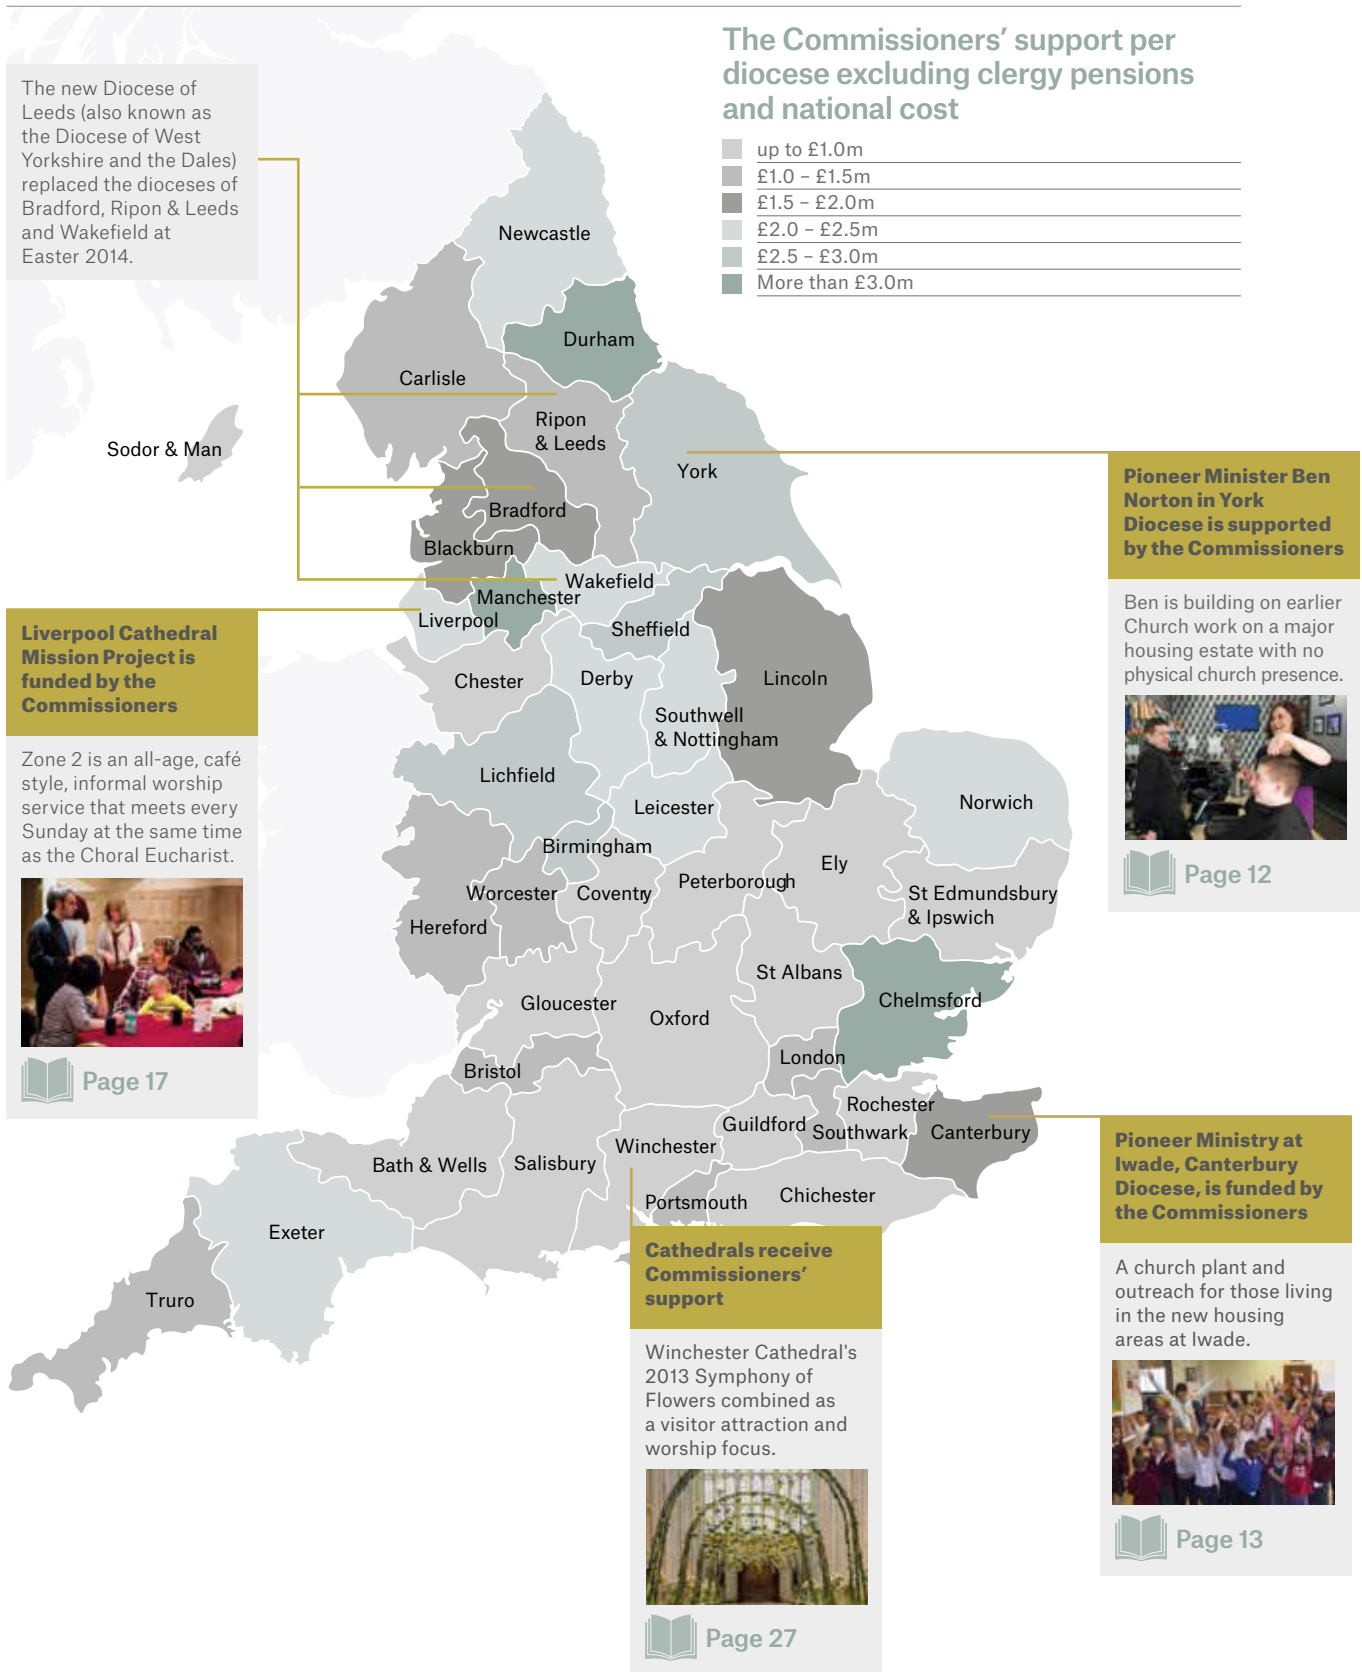 The Commissioners’ support per
diocese excluding clergy pensions
and national cost
up to £1.0m
£1.0 – £1.5m
£1.5 – £2.0m
£2.0 – £2.5m
£2.5 – £3.0m
More than £3.0m
The new Diocese of
Leeds (also known as
the Diocese of West
Yorkshire and the Dales)
replaced the dioceses of
Bradford, Ripon & Leeds
and Wakefield at
Easter 2014.
Newcastle
Durham
Carlisle
Ripon
& Leeds
Sodor & Man
York
Bradford
Blackburn
Wakefield
Manchester
Liverpool
Sheffield
Chester
Derby
Lincoln
Southwell
& Nottingham
Lichfield
Leicester
Norwich
Birmingham
Ely
Peterborough
Worcester
Coventry
St Edmundsbury
& Ipswich
Hereford
St Albans
Gloucester
Chelmsford
Oxford
London
Bristol
Rochester
Guildford
Southwark
Canterbury
Winchester
Bath & Wells
Salisbury
Portsmouth
Chichester
Exeter
Truro
Pioneer Minister Ben
Norton in York
Diocese is supported
by the Commissioners
Ben is building on earlier
Church work on a major
housing estate with no
physical church presence.
Page 12
Liverpool Cathedral
Mission Project is
funded by the
Commissioners
Zone 2 is an all-age, café
style, informal worship
service that meets every
Sunday at the same time
as the Choral Eucharist.
Page 17
Pioneer Ministry at
Iwade, Canterbury
Diocese, is funded by
the Commissioners
A church plant and
outreach for those living
in the new housing
areas at Iwade.
Page 13
Cathedrals receive
Commissioners’
support
Winchester Cathedral's
2013 Symphony of
Flowers combined as
a visitor attraction and
worship focus.
Page 27